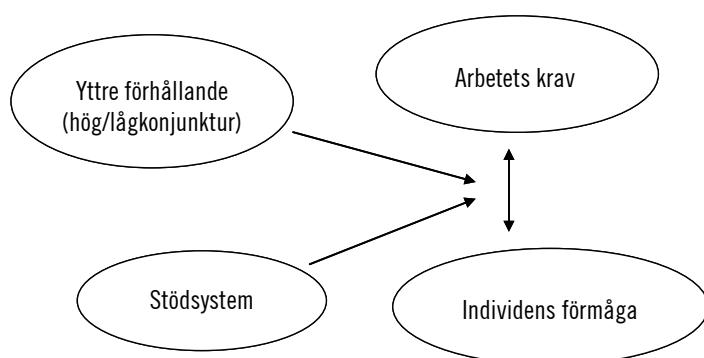 Yttre förhållande
(hög/lågkonjunktur)
Arbetets krav
Stödsystem
Individens förmåga